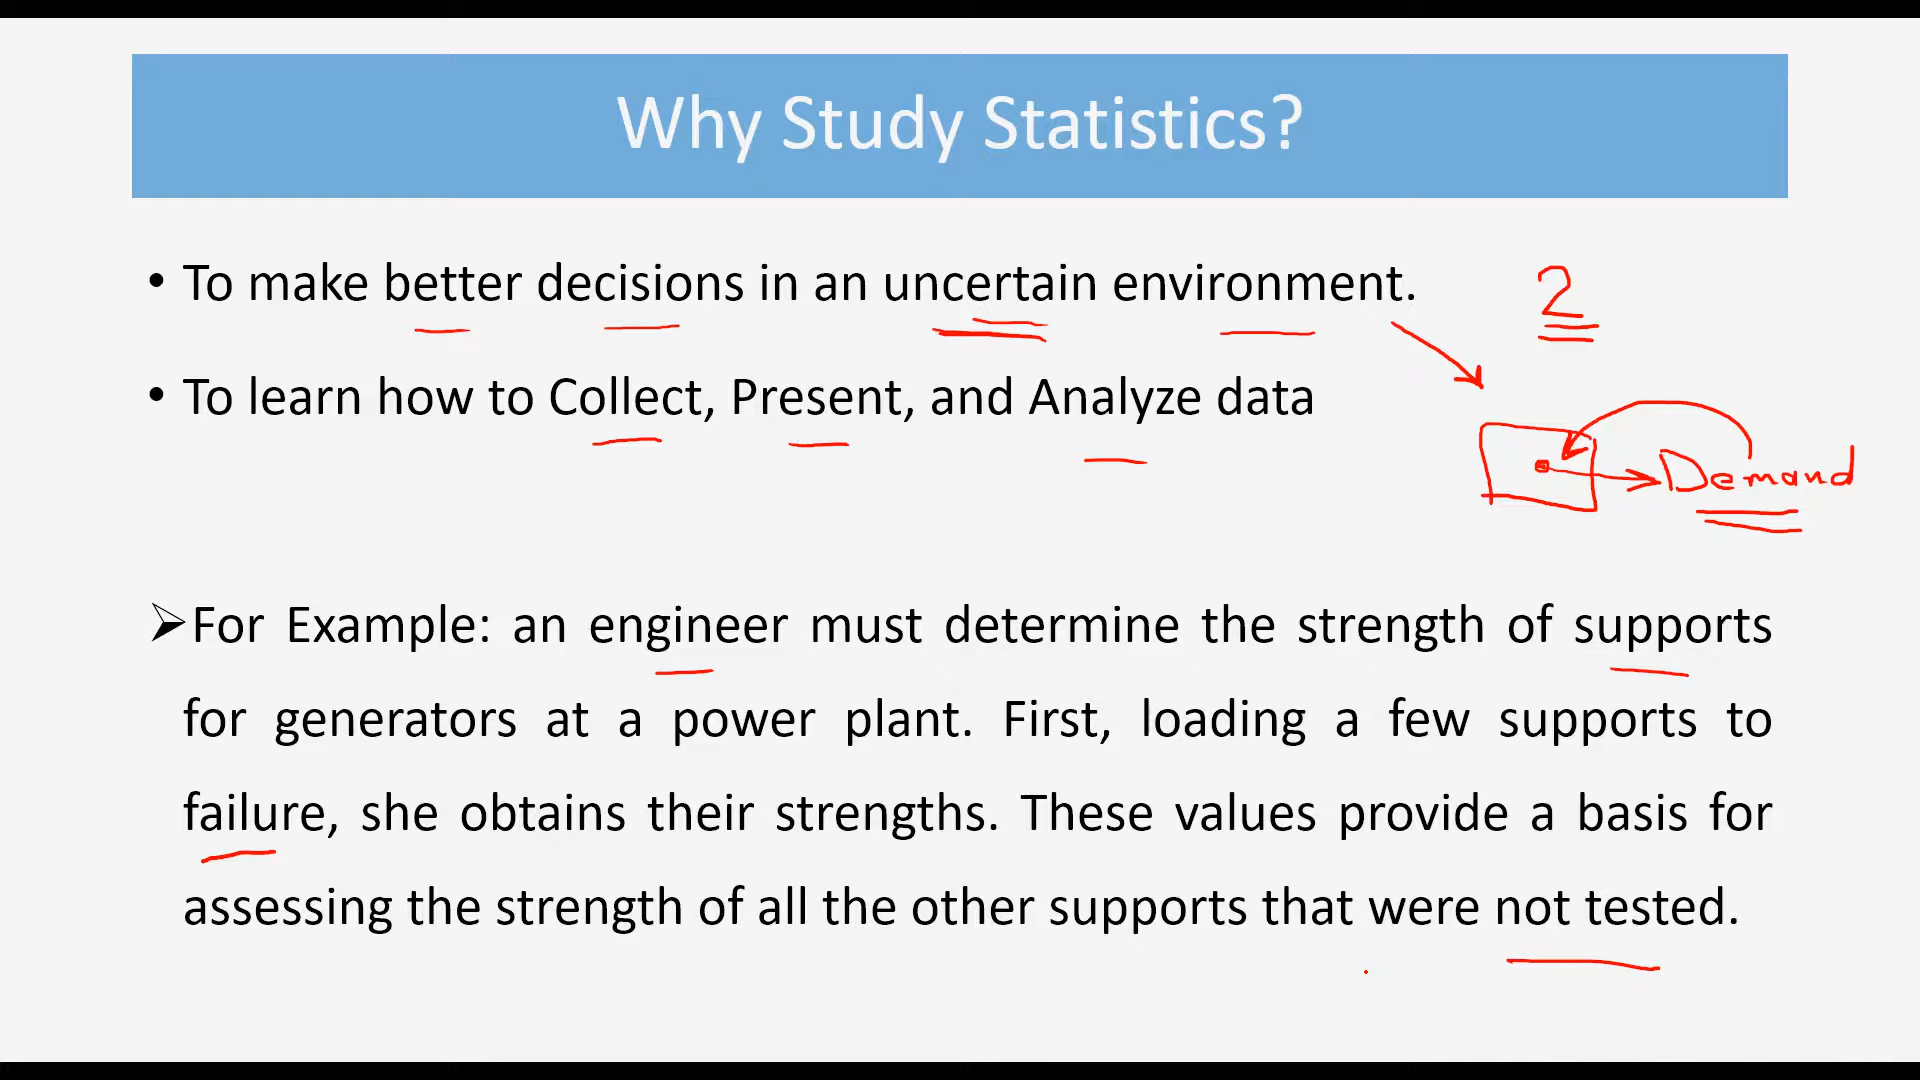 Why Study Statistics?
• To make better decisions in an uncertain environment.
2
• To learn how to Collect, Present, and Analyze data
Demand
➢For Example: an engineer must determine the strength of supports
for generators at a power plant. First, loading a few supports to
failure, she obtains their strengths. These values provide a basis for
assessing the strength of all the other supports that were not tested.